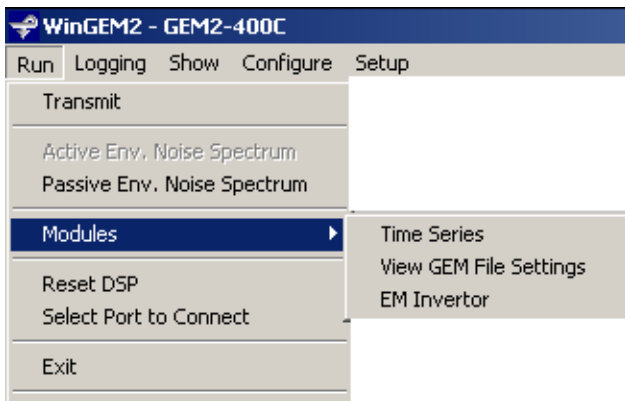 WinGEM2 - GEM2-400C
Run Logging Show Configure Setup
Transmit
Active Env. Noise Spectrum
Passive Env. Noise Spectrum
Modules
Time Series
View GEM File Settings
EM Invertor
Reset DSP
Select Port to Connect
Exit